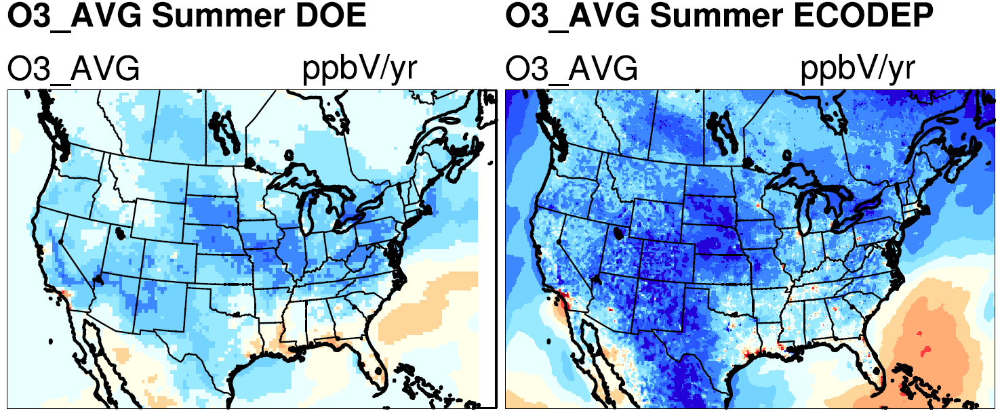 O3_AVG Summer DOE
O3_AVG ppbV/yr
O3_AVG Summer ECODEP
O3_AVG ppbV/yr